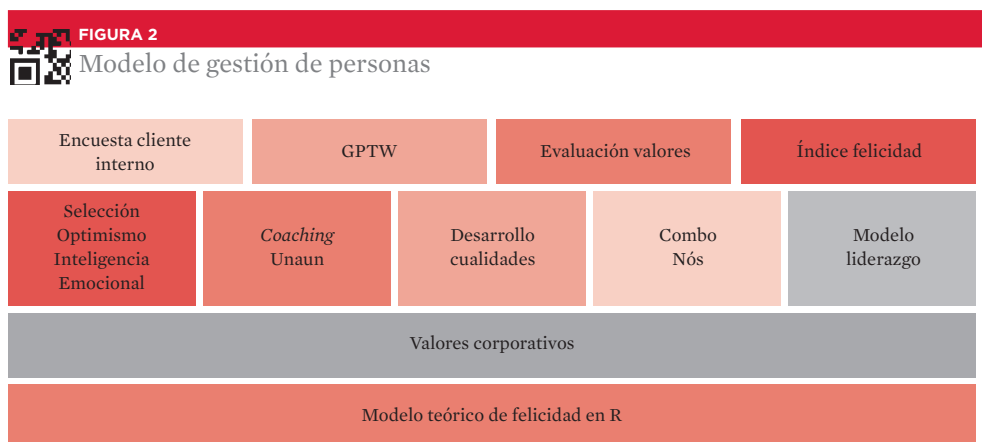 FIGURA 2
Modelo de gestión de personas
Encuesta cliente
interno
GPTW
Evaluación valores
Índice felicidad
Selección
Optimismo
Inteligencia
Emocional
Coaching
Unaun
Desarrollo
cualidades
Combo
Nós
Modelo
liderazgo
Valores corporativos
Modelo teórico de felicidad en R